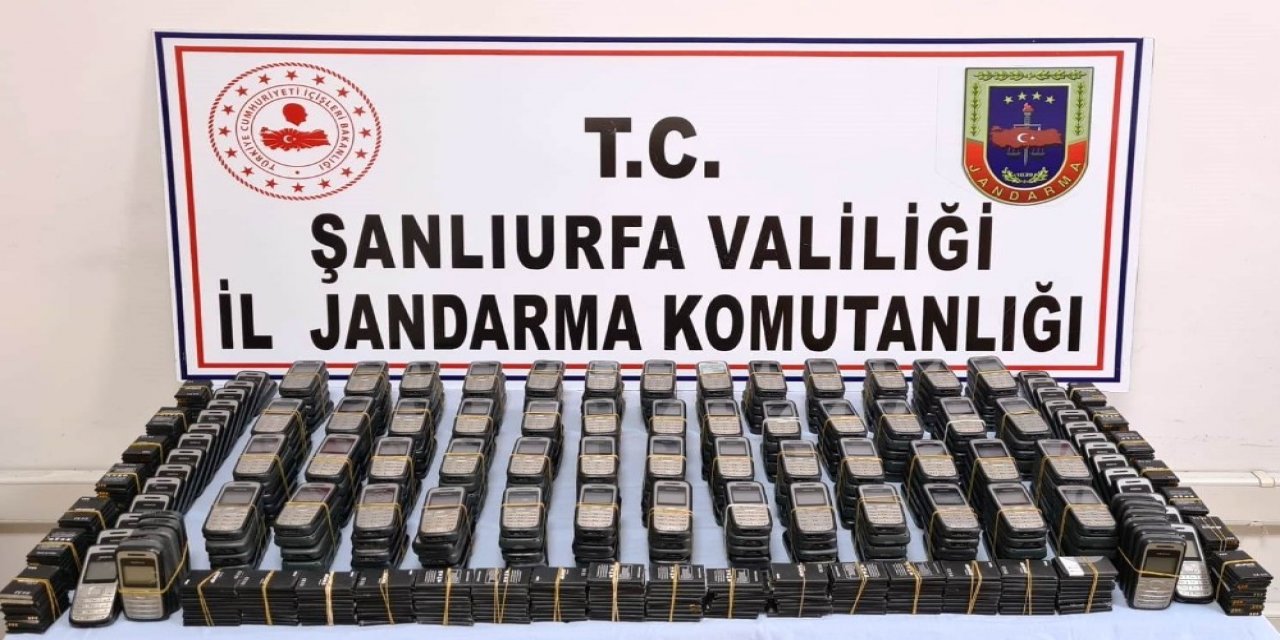 TÜRKİYE CUMHURİYETİ İÇİŞLERİ BAKANLIĞI
T.C.
ŞANLIURFA VALİLİĞİ
İL JANDARMA KOMUTANLIĞI
JANDARMA